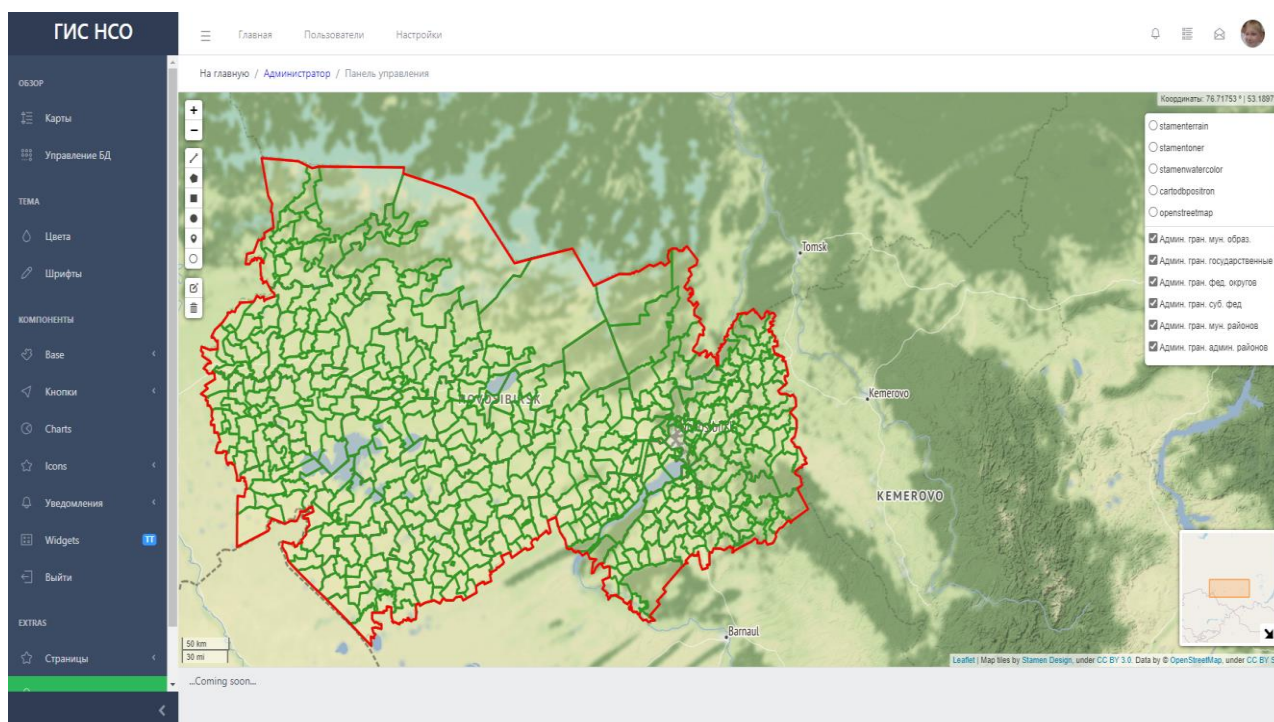 ГИС НСО
Главная
Пользователи
Настройки
На главную / Администратор / Панель управления
ОБЗОР
Карты
Управление БД
ТЕМА
Цвета
Шрифты
КОМПОНЕНТЫ
Base
Кнопки
Charts
Icons
Уведомления
Widgets
TT
Выйти
EXTRAS
Страницы
+
−
Координаты: 76.71753 ° | 53.1897
stamenterrain
stamentoner
stamenwatercolor
cartodbpositron
openstreetmap
Админ. гран. мун. образ.
Админ. гран. государственные
Админ. гран. фед. округов
Админ. гран. суб. фед
Админ. гран. мун. районов
Админ. гран. админ. районов
Tomsk
NOVOSIBIRSK
Kemerovo
KEMEROVO
Barnaul
50 km
30 mi
Leaflet | Map tiles by Stamen Design, under CC BY 3.0. Data by © OpenStreetMap, under CC BY S
...Coming soon...